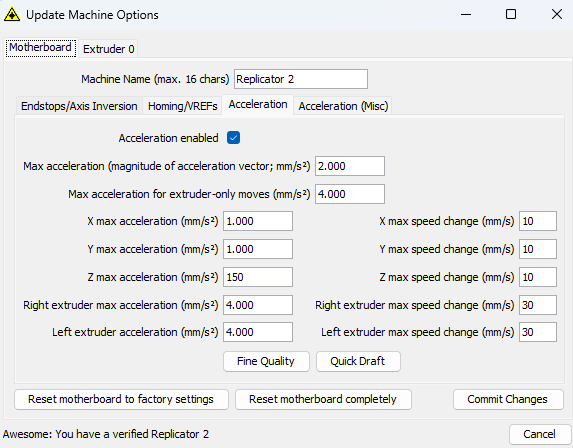 Update Machine Options
Motherboard Extruder 0
Machine Name (max. 16 chars) Replicator 2
Endstops/Axis Inversion Homing/VREFs Acceleration Acceleration (Misc)
Acceleration enabled
Max acceleration (magnitude of acceleration vector; mm/s²) 2.000
Max acceleration for extruder-only moves (mm/s²) 4.000
X max acceleration (mm/s²) 1.000 X max speed change (mm/s) 10
Y max acceleration (mm/s²) 1.000 Y max speed change (mm/s) 10
Z max acceleration (mm/s²) 150 Z max speed change (mm/s) 10
Right extruder max acceleration (mm/s²) 4.000 Right extruder max speed change (mm/s) 30
Left extruder acceleration (mm/s²) 4.000 Left extruder max speed change (mm/s) 30
Fine Quality Quick Draft
Reset motherboard to factory settings Reset motherboard completely Commit Changes
Awesome: You have a verified Replicator 2 Cancel